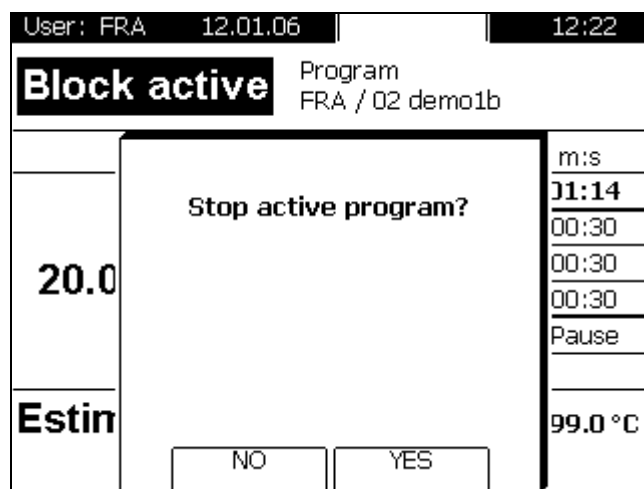 User: FRA 12.01.06 12:22
Block active
Program
FRA / 02 demo1b
m:s
Stop active program?
01:14
00:30
00:30
20.0
00:30
Pause
Estim
99.0 °C
NO YES